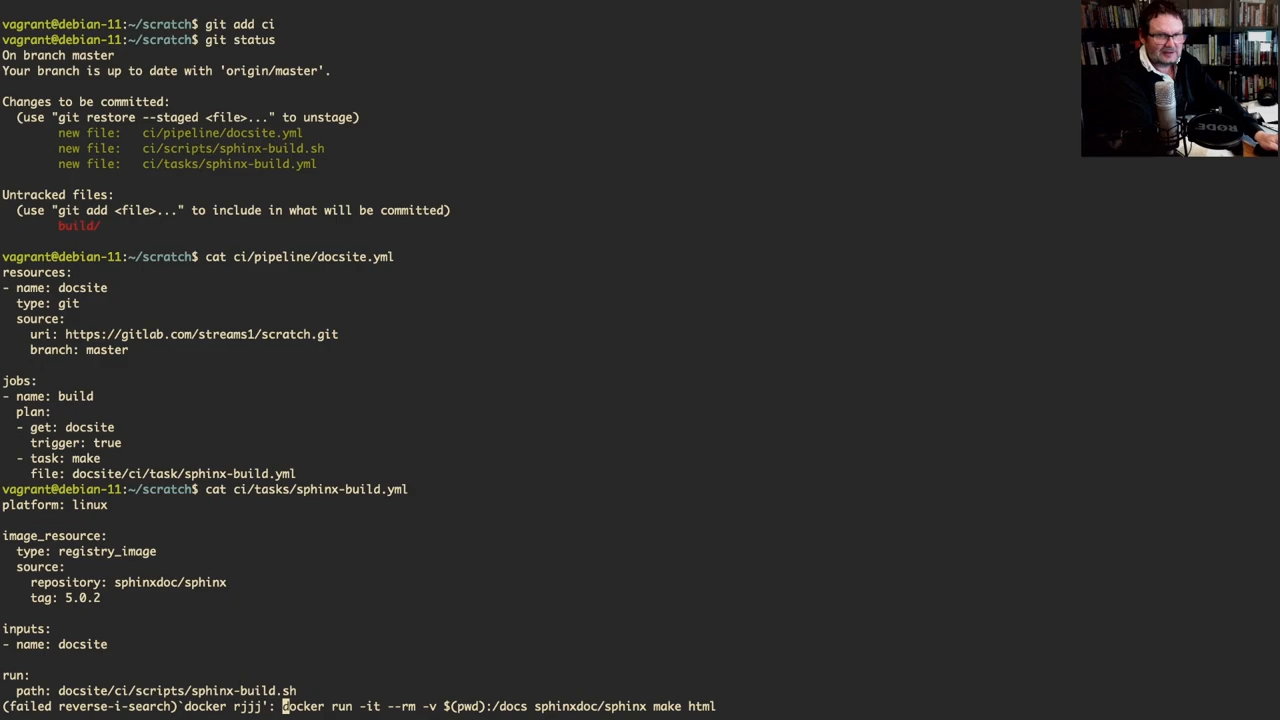 vagrant@debian-11:~/scratch$ git add ci
vagrant@debian-11:~/scratch$ git status
On branch master
Your branch is up to date with 'origin/master'.
Changes to be committed:
  (use "git restore --staged <file>..." to unstage)
        new file:   ci/pipeline/docsite.yml
        new file:   ci/scripts/sphinx-build.sh
        new file:   ci/tasks/sphinx-build.yml
Untracked files:
  (use "git add <file>..." to include in what will be committed)
        build/
vagrant@debian-11:~/scratch$ cat ci/pipeline/docsite.yml
resources:
- name: docsite
  type: git
  source:
    uri: https://gitlab.com/streams1/scratch.git
    branch: master
jobs:
- name: build
  plan:
  - get: docsite
    trigger: true
  - task: make
    file: docsite/ci/task/sphinx-build.yml
vagrant@debian-11:~/scratch$ cat ci/tasks/sphinx-build.yml
platform: linux
image_resource:
  type: registry_image
  source:
    repository: sphinxdoc/sphinx
    tag: 5.0.2
inputs:
- name: docsite
run:
  path: docsite/ci/scripts/sphinx-build.sh
(failed reverse-i-search)`docker rjjj': docker run -it --rm -v $(pwd):/docs sphinxdoc/sphinx make html
RODE